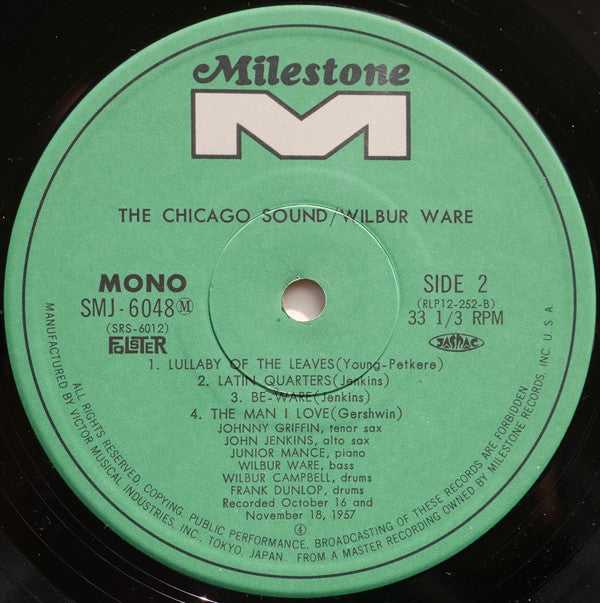 Milestone
M
THE CHICAGO SOUND/WILBUR WARE
MONO
SMJ-6048Ⓜ
(SRS-6012)
FOLSTER
SIDE 2
(RLP12-252-B)
33 1/3 RPM
JASRAC
1. LULLABY OF THE LEAVES(Young-Petkere)
2. LATIN QUARTERS(Jenkins)
3. BE-WARE(Jenkins)
4. THE MAN I LOVE(Gershwin)
JOHNNY GRIFFIN, tenor sax
JOHN JENKINS, alto sax
JUNIOR MANCE, piano
WILBUR WARE, bass
WILBUR CAMPBELL, drums
FRANK DUNLOP, drums
Recorded October 16 and
November 18, 1957
④
ALL RIGHTS RESERVED, COPYING, PUBLIC PERFORMANCE, BROADCASTING OF THESE RECORDS ARE FORBIDDEN
MANUFACTURED BY VICTOR MUSICAL INDUSTRIES, INC., TOKYO, JAPAN. FROM A MASTER RECORDING OWNED BY MILESTONE RECORDS, INC. U.S.A.